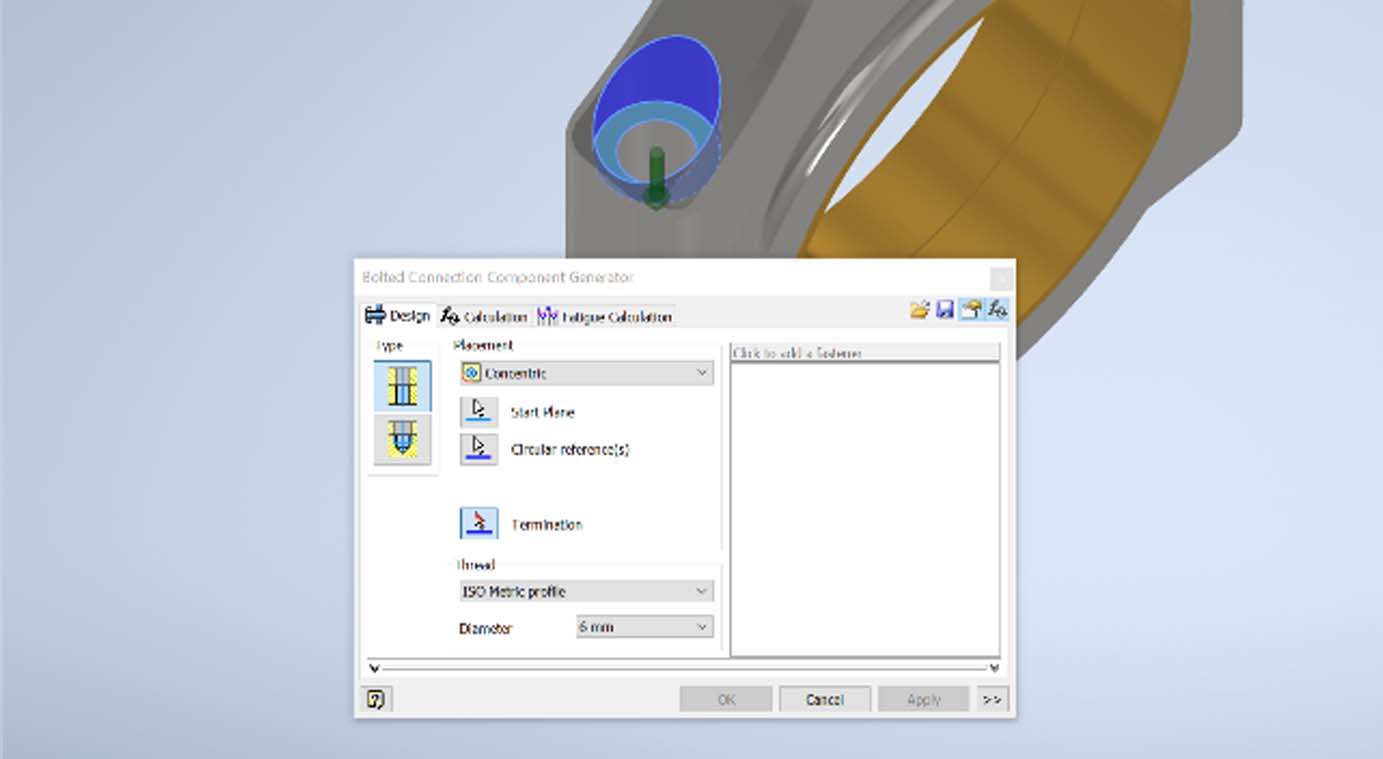 Bolted Connection Component Generator
Design Calculation Fatigue Calculation
Type
Placement
Concentric
Start Plane
Circular reference(s)
Termination
Thread
ISO Metric profile
Diameter 6 mm
Click to add a fastener
OK Cancel Apply >>